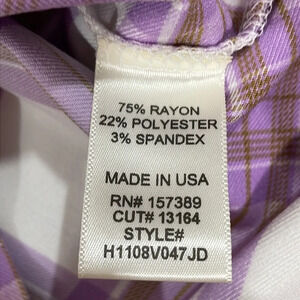 75% RAYON
22% POLYESTER
3% SPANDEX
MADE IN USA
RN# 157389
CUT# 13164
STYLE#
H1108V047JD